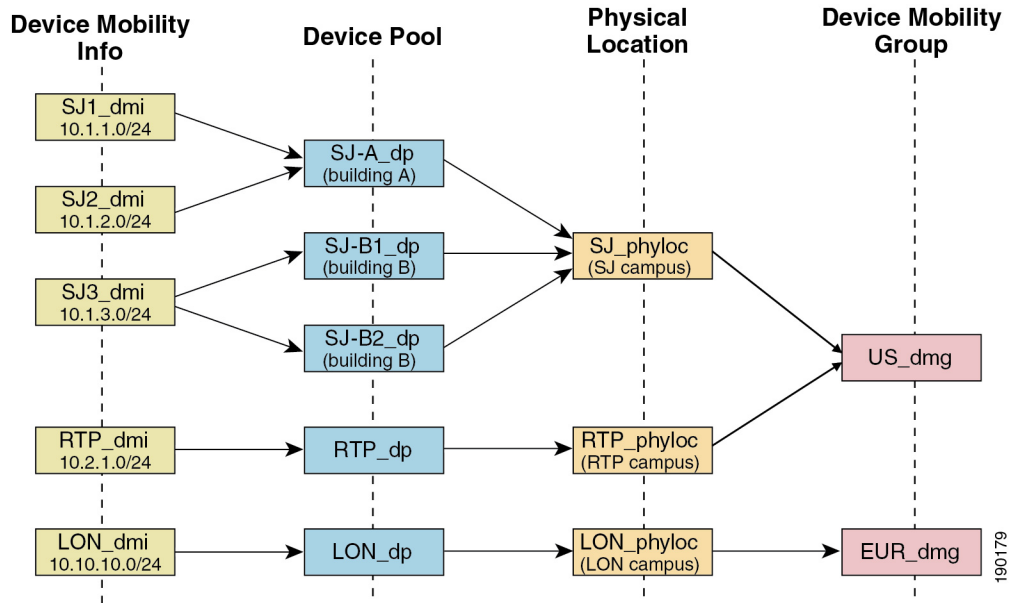 Device Mobility
Info
Device Pool
Physical
Location
Device Mobility
Group
SJ1_dmi
10.1.1.0/24
SJ2_dmi
10.1.2.0/24
SJ3_dmi
10.1.3.0/24
RTP_dmi
10.2.1.0/24
LON_dmi
10.10.10.0/24
SJ-A_dp
(building A)
SJ-B1_dp
(building B)
SJ-B2_dp
(building B)
RTP_dp
LON_dp
SJ_phyloc
(SJ campus)
RTP_phyloc
(RTP campus)
LON_phyloc
(LON campus)
US_dmg
EUR_dmg
190179